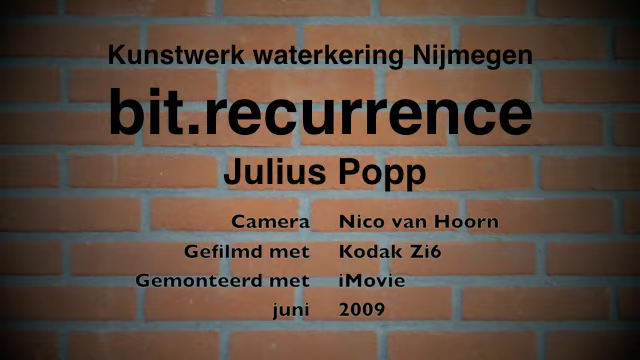 Kunstwerk waterkering Nijmegen
bit.recurrence
Julius Popp
Camera Nico van Hoorn
Gefilmd met Kodak Zi6
Gemonteerd met iMovie
juni 2009